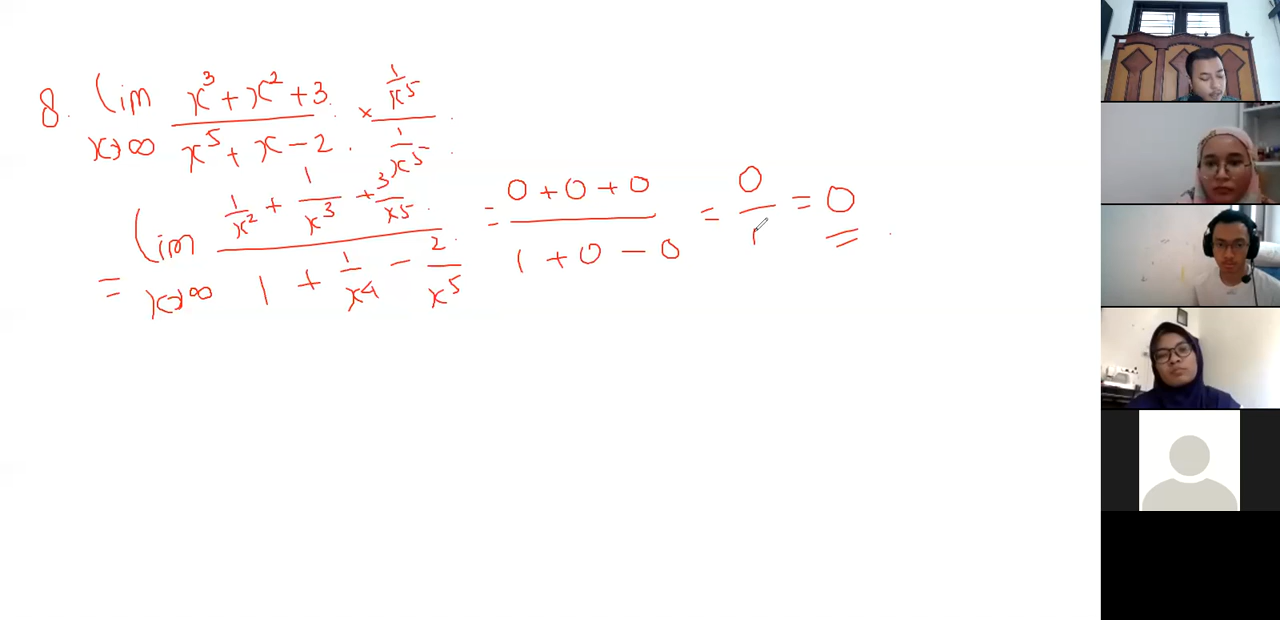 8. lim x→∞ (x³ + x² + 3)/(x⁵ + x − 2) × (1/x⁵)/(1/x⁵)
= lim x→∞ (1/x² + 1/x³ + 3/x⁵)/(1 + 1/x⁴ − 2/x⁵) = (0 + 0 + 0)/(1 + 0 − 0) = 0/1 = 0